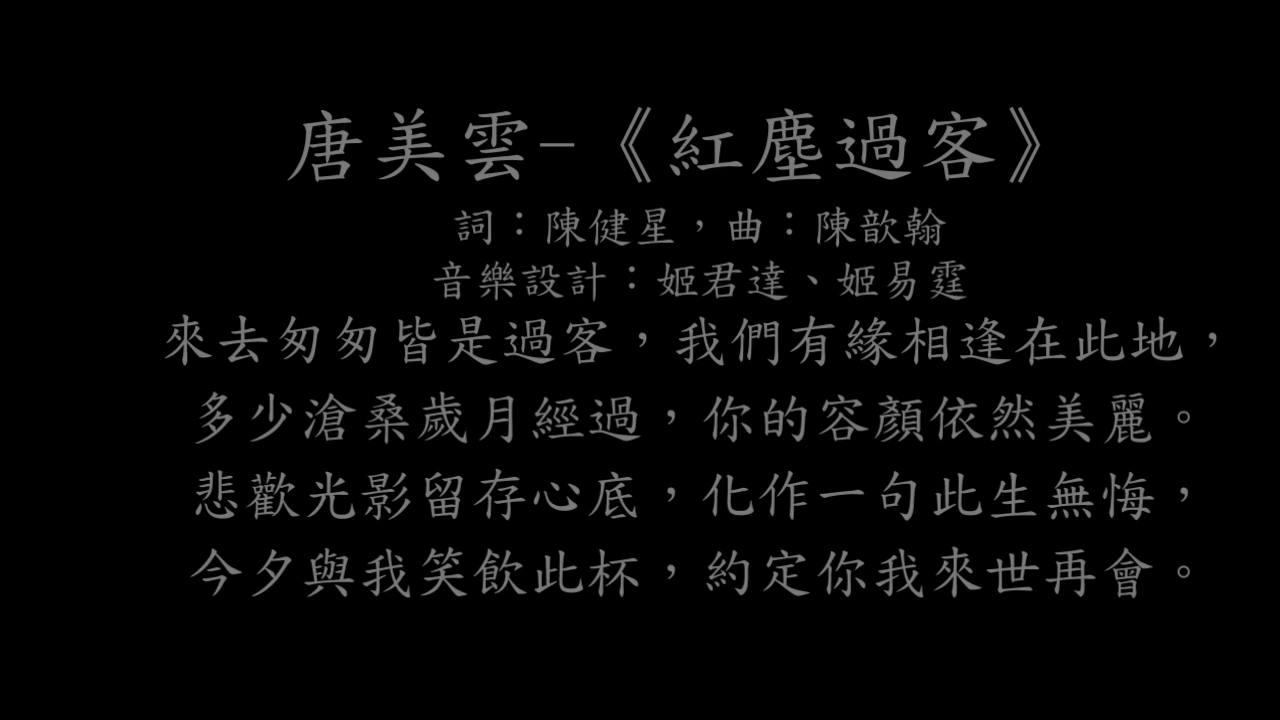 唐美雲-《紅塵過客》
詞：陳健星，曲：陳歆翰
音樂設計：姬君達、姬易霆
來去匆匆皆是過客，我們有緣相逢在此地，
多少滄桑歲月經過，你的容顏依然美麗。
悲歡光影留存心底，化作一句此生無悔，
今夕與我笑飲此杯，約定你我來世再會。